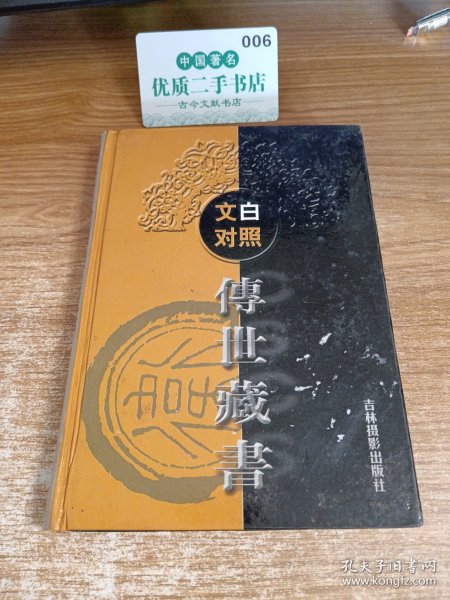 006
中国著名
优质二手书店
古今文献书店
文白
对照
傳世藏書
吉林摄影出版社
孔夫子旧书网
www.kongfz.com